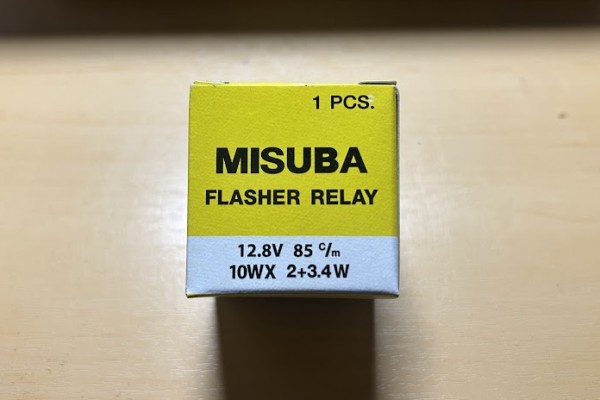 1 PCS.
MISUBA
FLASHER RELAY
12.8V 85 c/m
10WX 2+3.4W